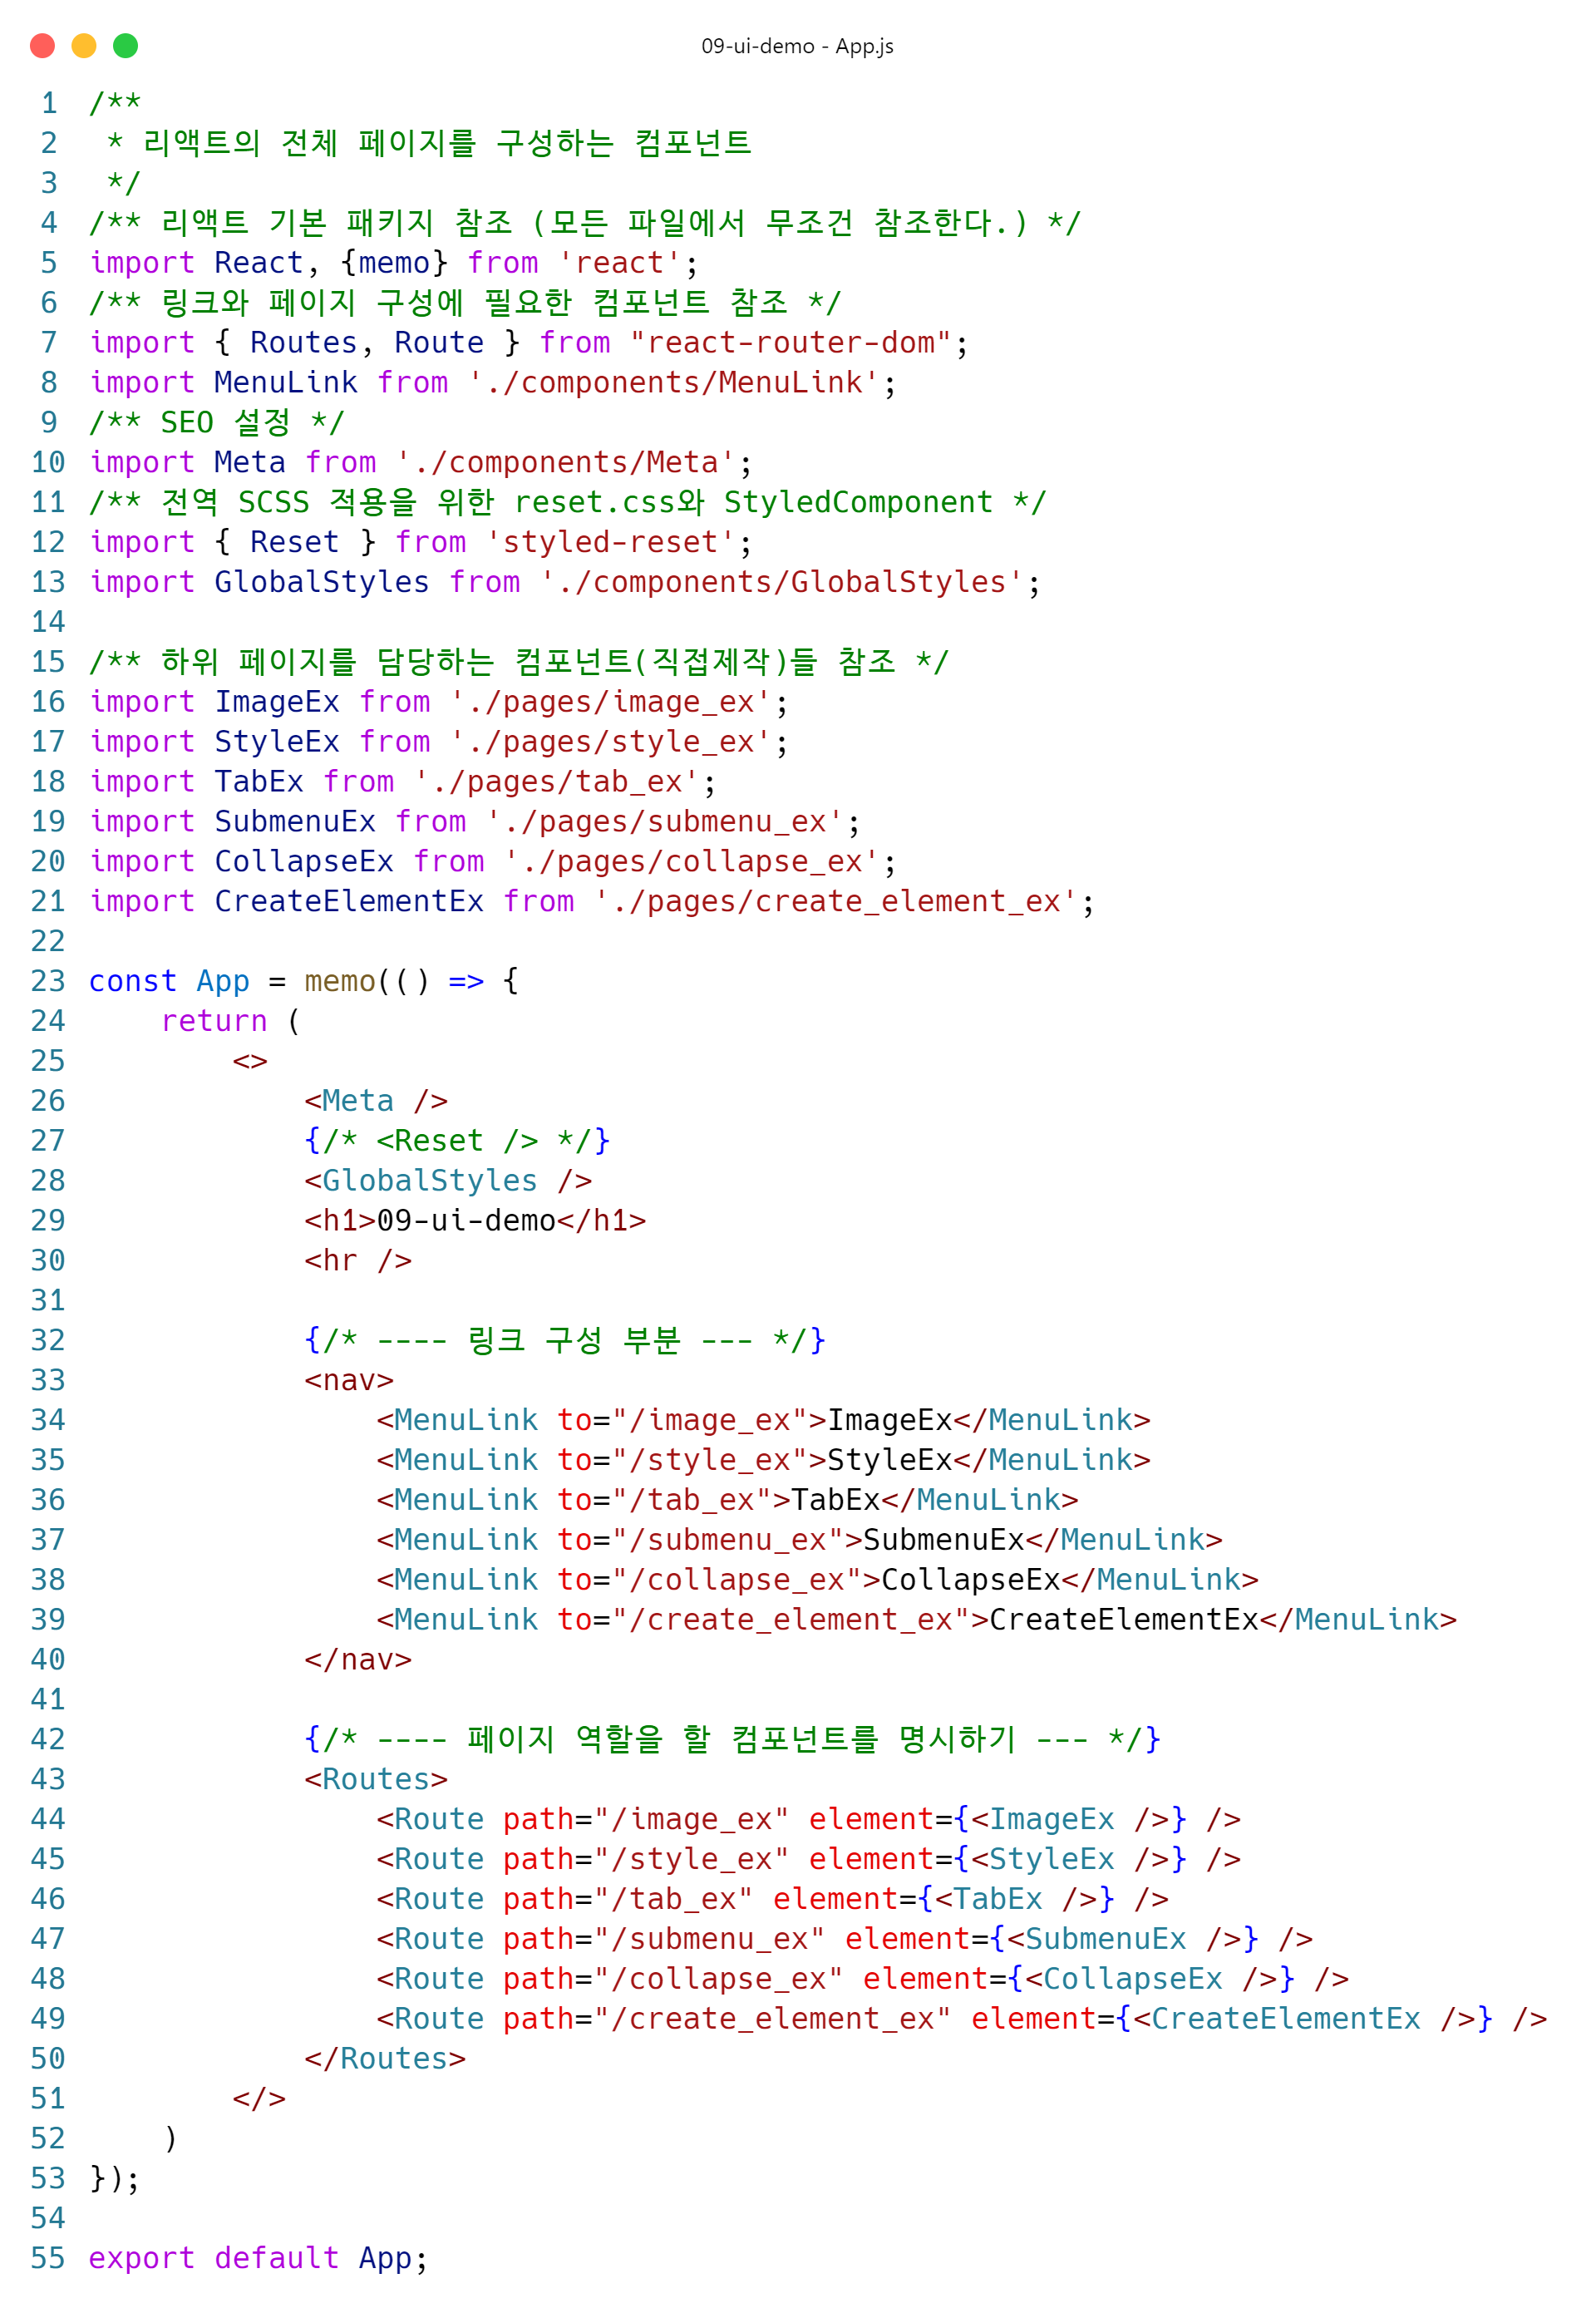 09-ui-demo - App.js
1 /**
2  * 리액트의 전체 페이지를 구성하는 컴포넌트
3  */
4 /** 리액트 기본 패키지 참조 (모든 파일에서 무조건 참조한다.) */
5 import React, {memo} from 'react';
6 /** 링크와 페이지 구성에 필요한 컴포넌트 참조 */
7 import { Routes, Route } from "react-router-dom";
8 import MenuLink from './components/MenuLink';
9 /** SEO 설정 */
10 import Meta from './components/Meta';
11 /** 전역 SCSS 적용을 위한 reset.css와 StyledComponent */
12 import { Reset } from 'styled-reset';
13 import GlobalStyles from './components/GlobalStyles';
14
15 /** 하위 페이지를 담당하는 컴포넌트(직접제작)들 참조 */
16 import ImageEx from './pages/image_ex';
17 import StyleEx from './pages/style_ex';
18 import TabEx from './pages/tab_ex';
19 import SubmenuEx from './pages/submenu_ex';
20 import CollapseEx from './pages/collapse_ex';
21 import CreateElementEx from './pages/create_element_ex';
22
23 const App = memo(() => {
24     return (
25         <>
26             <Meta />
27             {/* <Reset /> */}
28             <GlobalStyles />
29             <h1>09-ui-demo</h1>
30             <hr />
31
32             {/* ---- 링크 구성 부분 --- */}
33             <nav>
34                 <MenuLink to="/image_ex">ImageEx</MenuLink>
35                 <MenuLink to="/style_ex">StyleEx</MenuLink>
36                 <MenuLink to="/tab_ex">TabEx</MenuLink>
37                 <MenuLink to="/submenu_ex">SubmenuEx</MenuLink>
38                 <MenuLink to="/collapse_ex">CollapseEx</MenuLink>
39                 <MenuLink to="/create_element_ex">CreateElementEx</MenuLink>
40             </nav>
41
42             {/* ---- 페이지 역할을 할 컴포넌트를 명시하기 --- */}
43             <Routes>
44                 <Route path="/image_ex" element={<ImageEx />} />
45                 <Route path="/style_ex" element={<StyleEx />} />
46                 <Route path="/tab_ex" element={<TabEx />} />
47                 <Route path="/submenu_ex" element={<SubmenuEx />} />
48                 <Route path="/collapse_ex" element={<CollapseEx />} />
49                 <Route path="/create_element_ex" element={<CreateElementEx />} />
50             </Routes>
51         </>
52     )
53 });
54
55 export default App;